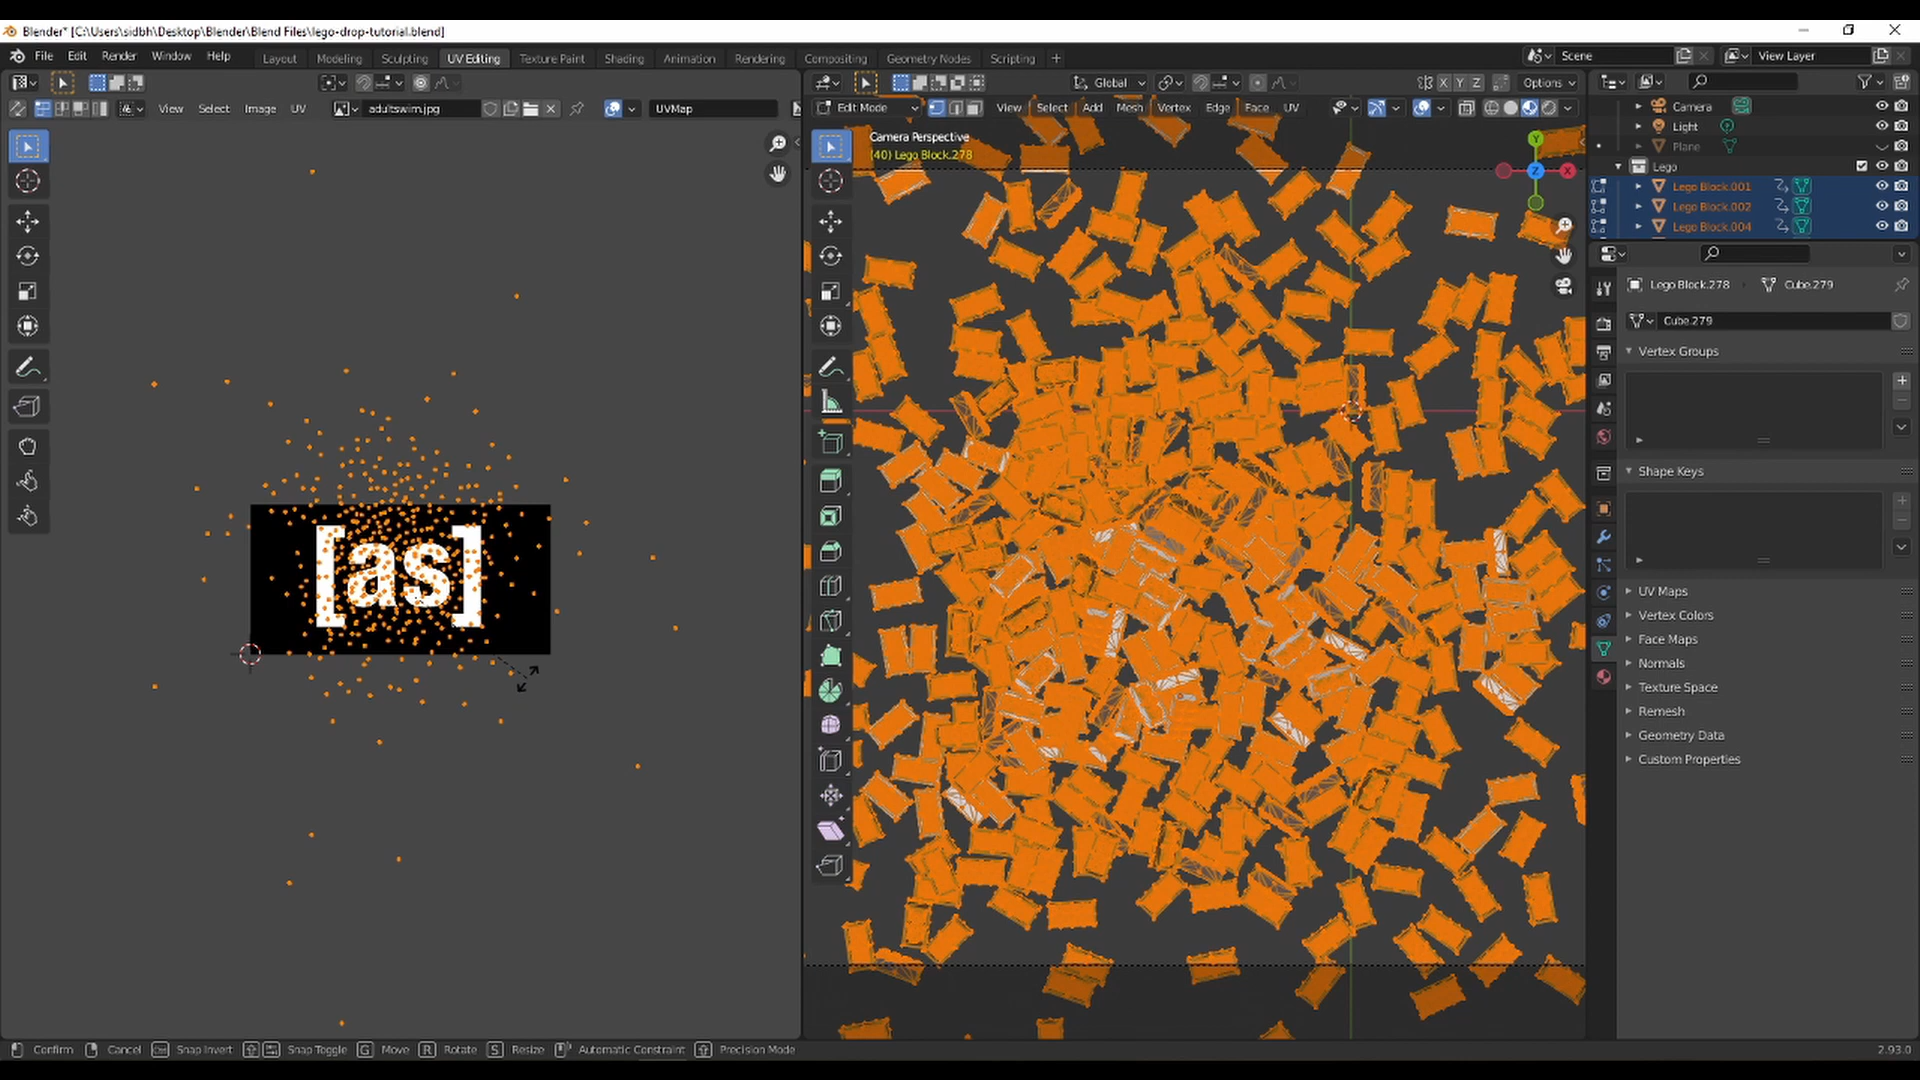 Blender* [C:\Users\sidbh\Desktop\Blender\Blend Files\lego-drop-tutorial.blend]
File Edit Render Window Help
Layout Modeling Sculpting UV Editing Texture Paint Shading Animation Rendering Compositing Geometry Nodes Scripting +
Scene
View Layer
Global
X Y Z
Options
View Select Image UV
adultswim.jpg
UVMap
Edit Mode
View Select Add Mesh Vertex Edge Face UV
Camera Perspective
(40) Lego Block.278
Y
Z
X
Camera
Light
Plane
Lego
Lego Block.001
Lego Block.002
Lego Block.004
Lego Block.278
Cube.279
Cube.279
Vertex Groups
Shape Keys
UV Maps
Vertex Colors
Face Maps
Normals
Texture Space
Remesh
Geometry Data
Custom Properties
[as]
Confirm Cancel Snap Invert Snap Toggle G Move R Rotate S Resize Automatic Constraint Precision Mode
2.93.0